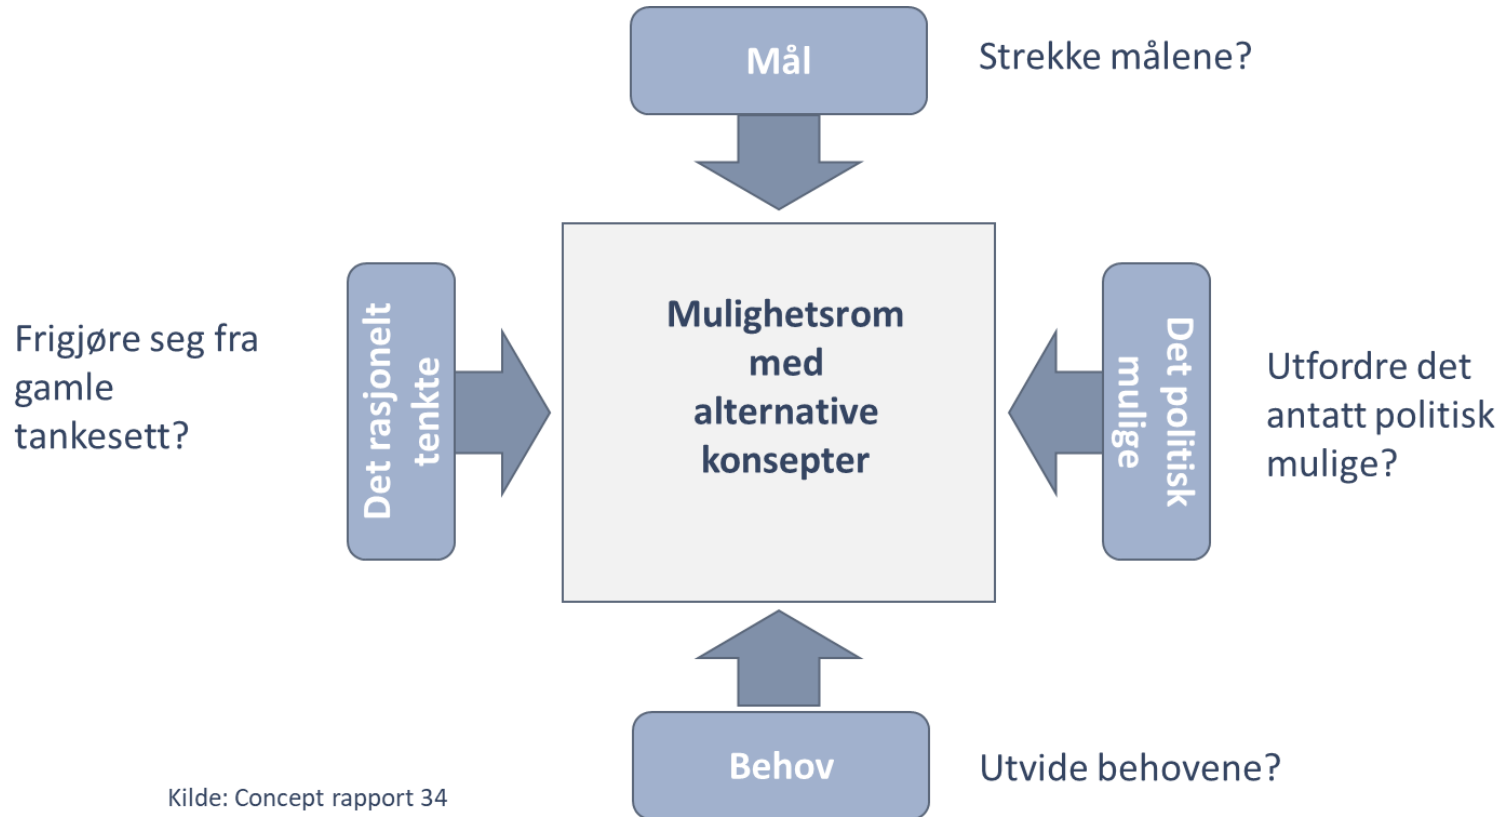 Mål
Strekke målene?
Frigjøre seg fra
gamle
tankesett?
Det rasjonelt
tenkte
Mulighetsrom
med
alternative
konsepter
Det politisk
mulige
Utfordre det
antatt politisk
mulige?
Behov
Utvide behovene?
Kilde: Concept rapport 34